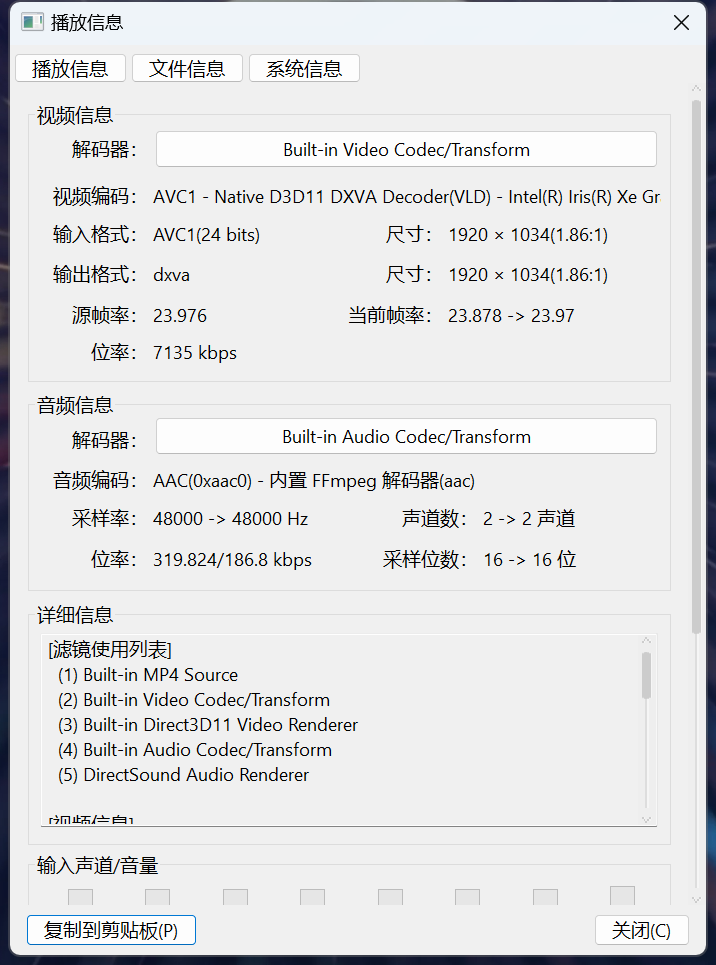 播放信息
播放信息 文件信息 系统信息
视频信息
解码器: Built-in Video Codec/Transform
视频编码: AVC1 - Native D3D11 DXVA Decoder(VLD) - Intel(R) Iris(R) Xe Gr
输入格式: AVC1(24 bits) 尺寸: 1920 × 1034(1.86:1)
输出格式: dxva 尺寸: 1920 × 1034(1.86:1)
源帧率: 23.976 当前帧率: 23.878 -> 23.97
位率: 7135 kbps
音频信息
解码器: Built-in Audio Codec/Transform
音频编码: AAC(0xaac0) - 内置 FFmpeg 解码器(aac)
采样率: 48000 -> 48000 Hz 声道数: 2 -> 2 声道
位率: 319.824/186.8 kbps 采样位数: 16 -> 16 位
详细信息
[滤镜使用列表]
(1) Built-in MP4 Source
(2) Built-in Video Codec/Transform
(3) Built-in Direct3D11 Video Renderer
(4) Built-in Audio Codec/Transform
(5) DirectSound Audio Renderer
[视频信息]
输入声道/音量
复制到剪贴板(P) 关闭(C)